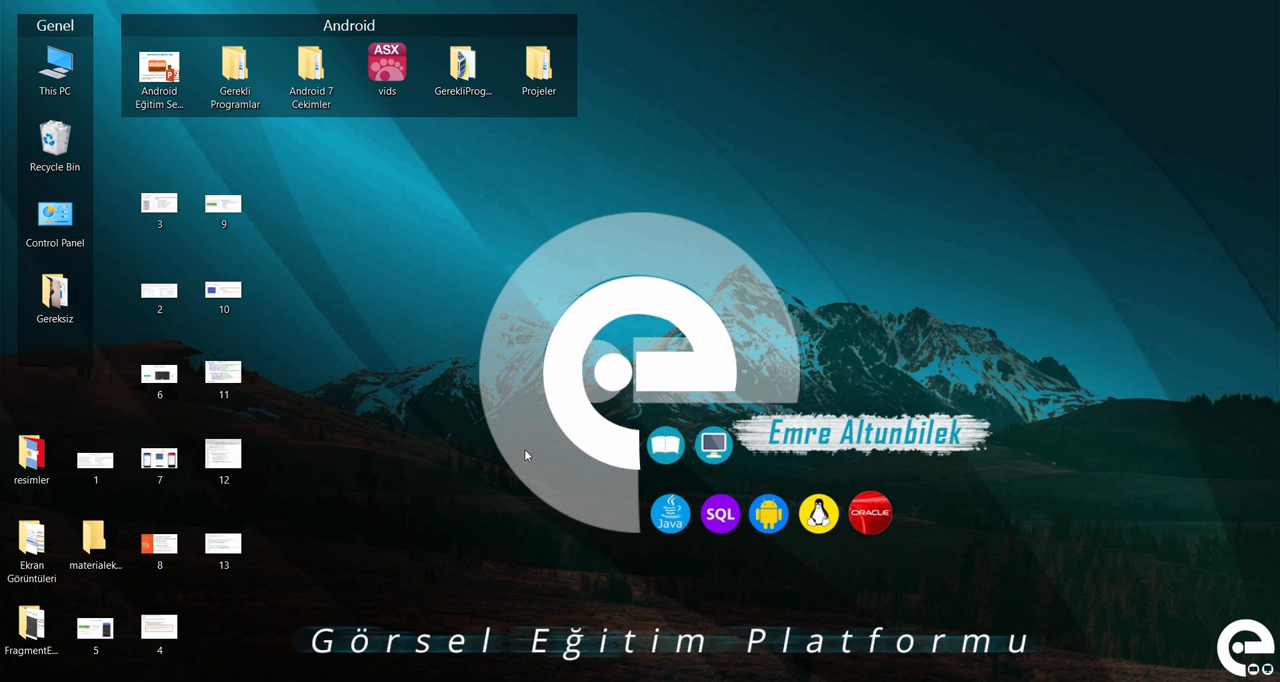 Genel
Android
This PC
Android
Eğitim Se...
Gerekli
Programlar
Android 7
Cekimler
ASX
vids
GerekliProg...
Projeler
Recycle Bin
Control Panel
Gereksiz
3
9
2
10
6
11
resimler
1
7
12
Ekran
Görüntüleri
materialek...
8
13
FragmentE...
5
4
Emre Altunbilek
Java
SQL
ORACLE
Görsel Eğitim Platformu